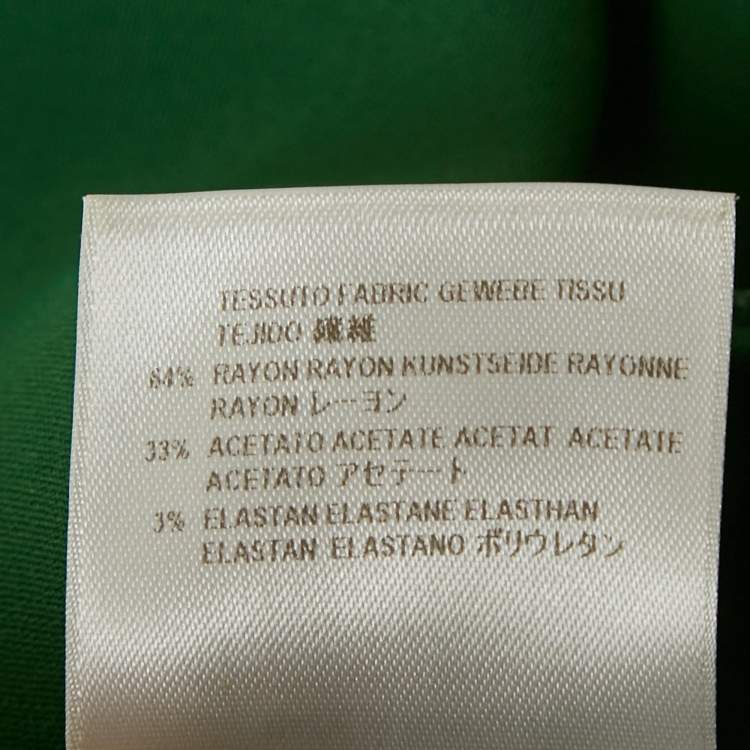 TESSUTO FABRIC GEWEBE TISSU
TEJIDO 繊維
64% RAYON RAYON KUNSTSEIDE RAYONNE
RAYON レーヨン
33% ACETATO ACETATE ACETAT ACETATE
ACETATO アセテート
3% ELASTAN ELASTANE ELASTHAN
ELASTAN ELASTANO ポリウレタン